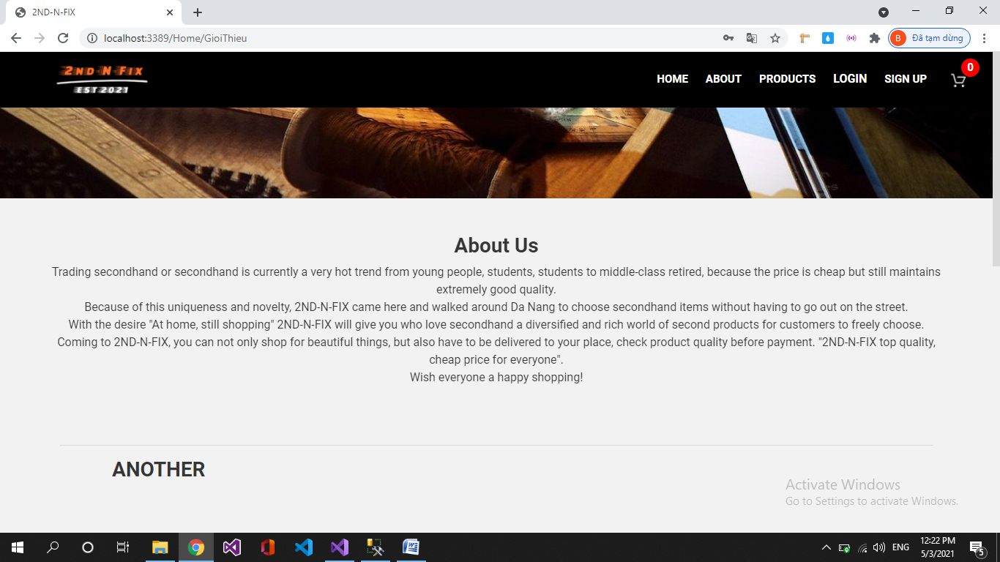 2ND-N-FIX
localhost:3389/Home/GioiThieu
B Đã tạm dừng
2ND N FIX
EST 2021
HOME ABOUT PRODUCTS LOGIN SIGN UP 0
About Us
Trading secondhand or secondhand is currently a very hot trend from young people, students, students to middle-class retired, because the price is cheap but still maintains
extremely good quality.
Because of this uniqueness and novelty, 2ND-N-FIX came here and walked around Da Nang to choose secondhand items without having to go out on the street.
With the desire "At home, still shopping" 2ND-N-FIX will give you who love secondhand a diversified and rich world of second products for customers to freely choose.
Coming to 2ND-N-FIX, you can not only shop for beautiful things, but also have to be delivered to your place, check product quality before payment. "2ND-N-FIX top quality,
cheap price for everyone".
Wish everyone a happy shopping!
ANOTHER
Activate Windows
Go to Settings to activate Windows.
ENG
12:22 PM
5/3/2021
5